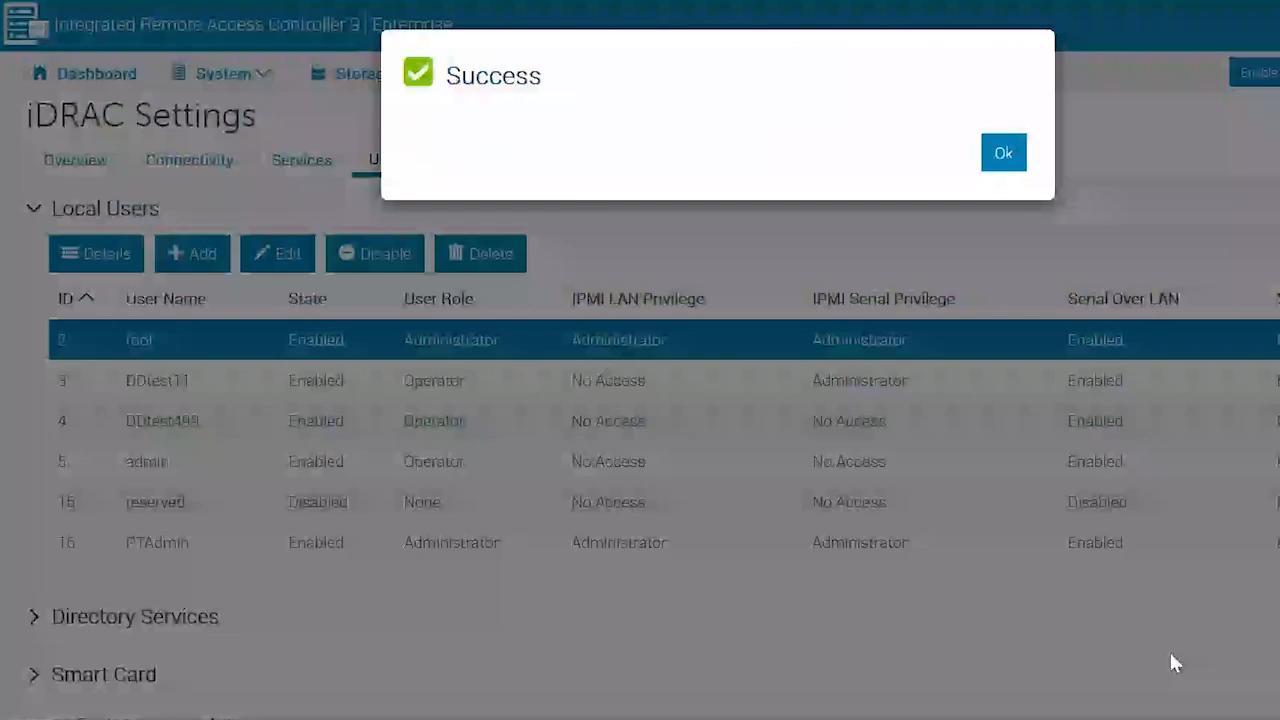 Integrated Remote Access Controller 9 | Enterprise
Success
Dashboard System Storag Enable
iDRAC Settings
Ok
Overview Connectivity Services U
Local Users
Details Add Edit Disable Delete
ID User Name State User Role IPMI LAN Privilege IPMI Serial Privilege Serial Over LAN
2 root Enabled Administrator Administrator Administrator Enabled
3 DDtest11 Enabled Operator No Access Administrator Enabled
4 Enabled Operator No Access No Access Enabled
5 admin Enabled Operator No Access No Access Enabled
15 reserved Disabled None No Access No Access Disabled
16 PTAdmin Enabled Administrator Administrator Administrator Enabled
Directory Services
Smart Card